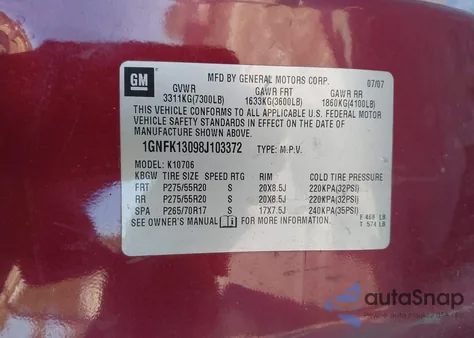 GM
MFD BY GENERAL MOTORS CORP. 07/07
GVWR GAWR FRT GAWR RR
3311KG(7300LB) 1633KG(3600LB) 1860KG(4100LB)
THIS VEHICLE CONFORMS TO ALL APPLICABLE U.S. FEDERAL MOTOR
VEHICLE SAFETY STANDARDS IN EFFECT ON THE DATE OF
MANUFACTURE SHOWN ABOVE.
1GNFK13098J103372 TYPE: M.P.V.
MODEL: K10706
KBGW TIRE SIZE SPEED RTG RIM COLD TIRE PRESSURE
FRT P275/55R20 S 20X8.5J 220KPA(32PSI)
RR P275/55R20 S 20X8.5J 220KPA(32PSI)
SPA P265/70R17 S 17X7.5J 240KPA(35PSI)
SEE OWNER'S MANUAL i FOR MORE INFORMATION.
F 469 LB
T 574 LB
autoSnap